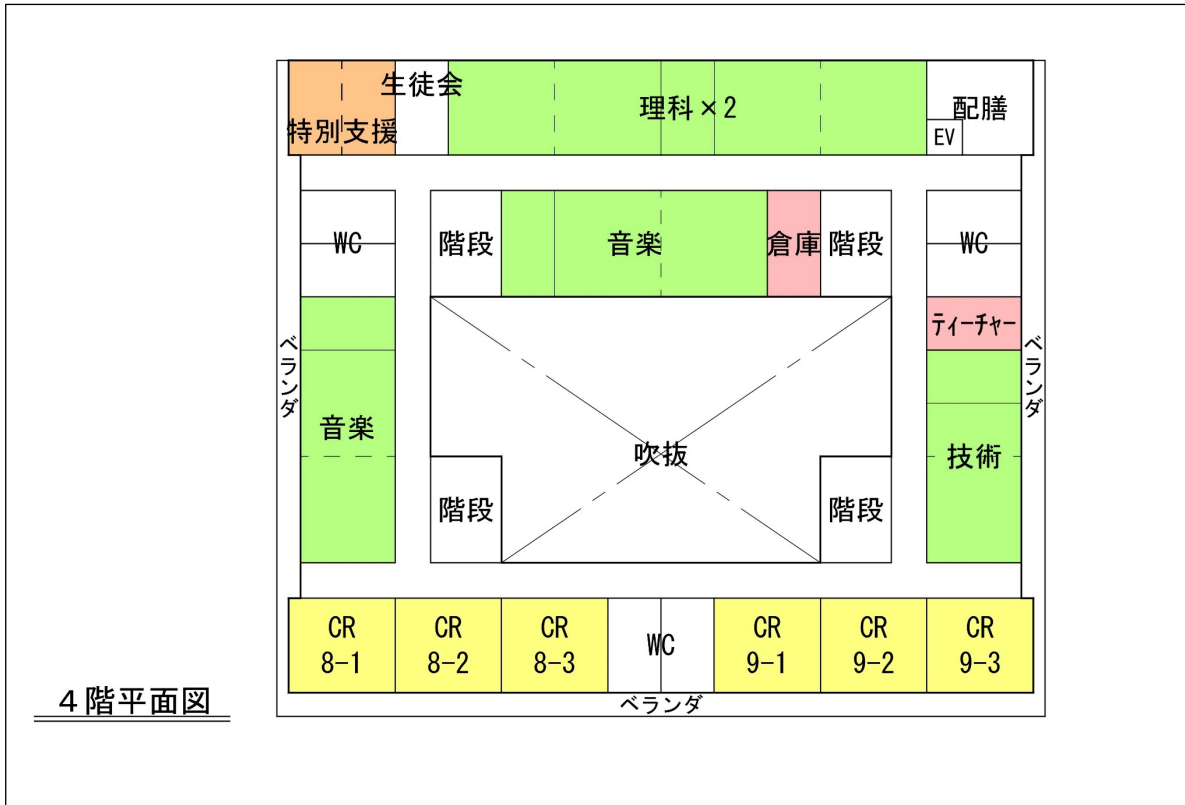 生徒会
特別支援
理科×2
配膳
EV
WC
階段
音楽
倉庫
階段
WC
ティーチャー
ベランダ
ベランダ
音楽
吹抜
技術
階段
階段
CR
8-1
CR
8-2
CR
8-3
WC
CR
9-1
CR
9-2
CR
9-3
ベランダ
4階平面図